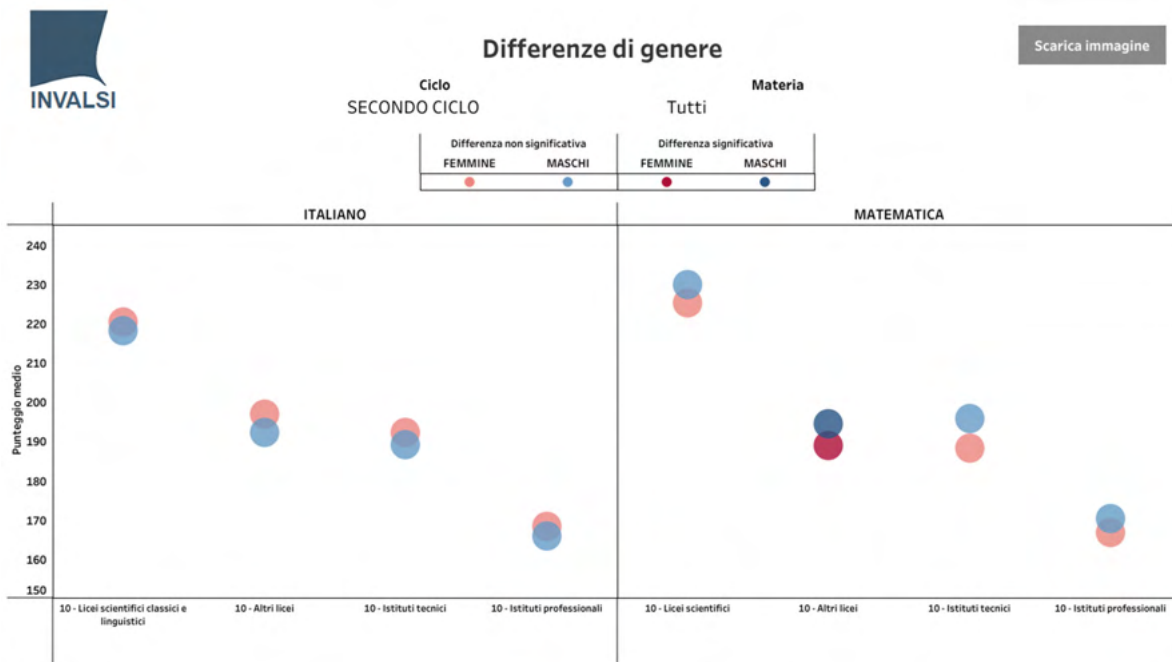 INVALSI
Differenze di genere
Scarica immagine
Ciclo
SECONDO CICLO
Materia
Tutti
Differenza non significativa
FEMMINE MASCHI
Differenza significativa
FEMMINE MASCHI
ITALIANO
MATEMATICA
Punteggio medio
240
230
220
210
200
190
180
170
160
150
10 - Licei scientifici classici e
linguistici
10 - Altri licei
10 - Istituti tecnici
10 - Istituti professionali
10 - Licei scientifici
10 - Altri licei
10 - Istituti tecnici
10 - Istituti professionali